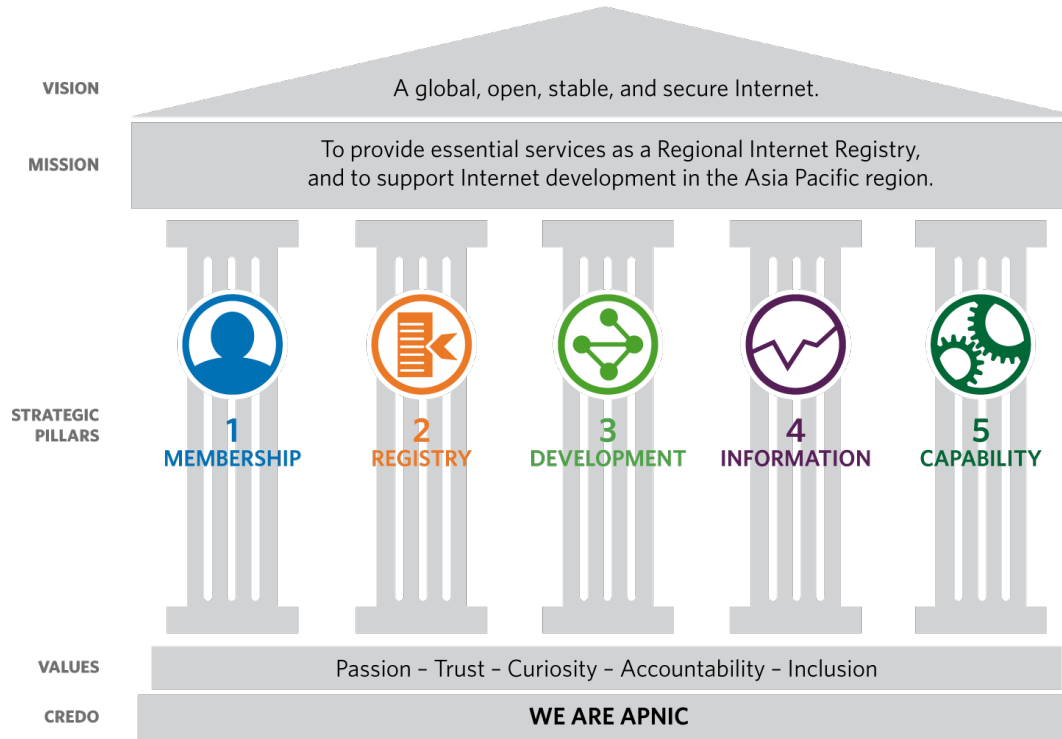 VISION
A global, open, stable, and secure Internet.
MISSION
To provide essential services as a Regional Internet Registry,
and to support Internet development in the Asia Pacific region.
STRATEGIC
PILLARS
1
MEMBERSHIP
2
REGISTRY
3
DEVELOPMENT
4
INFORMATION
5
CAPABILITY
VALUES
Passion – Trust – Curiosity – Accountability – Inclusion
CREDO
WE ARE APNIC